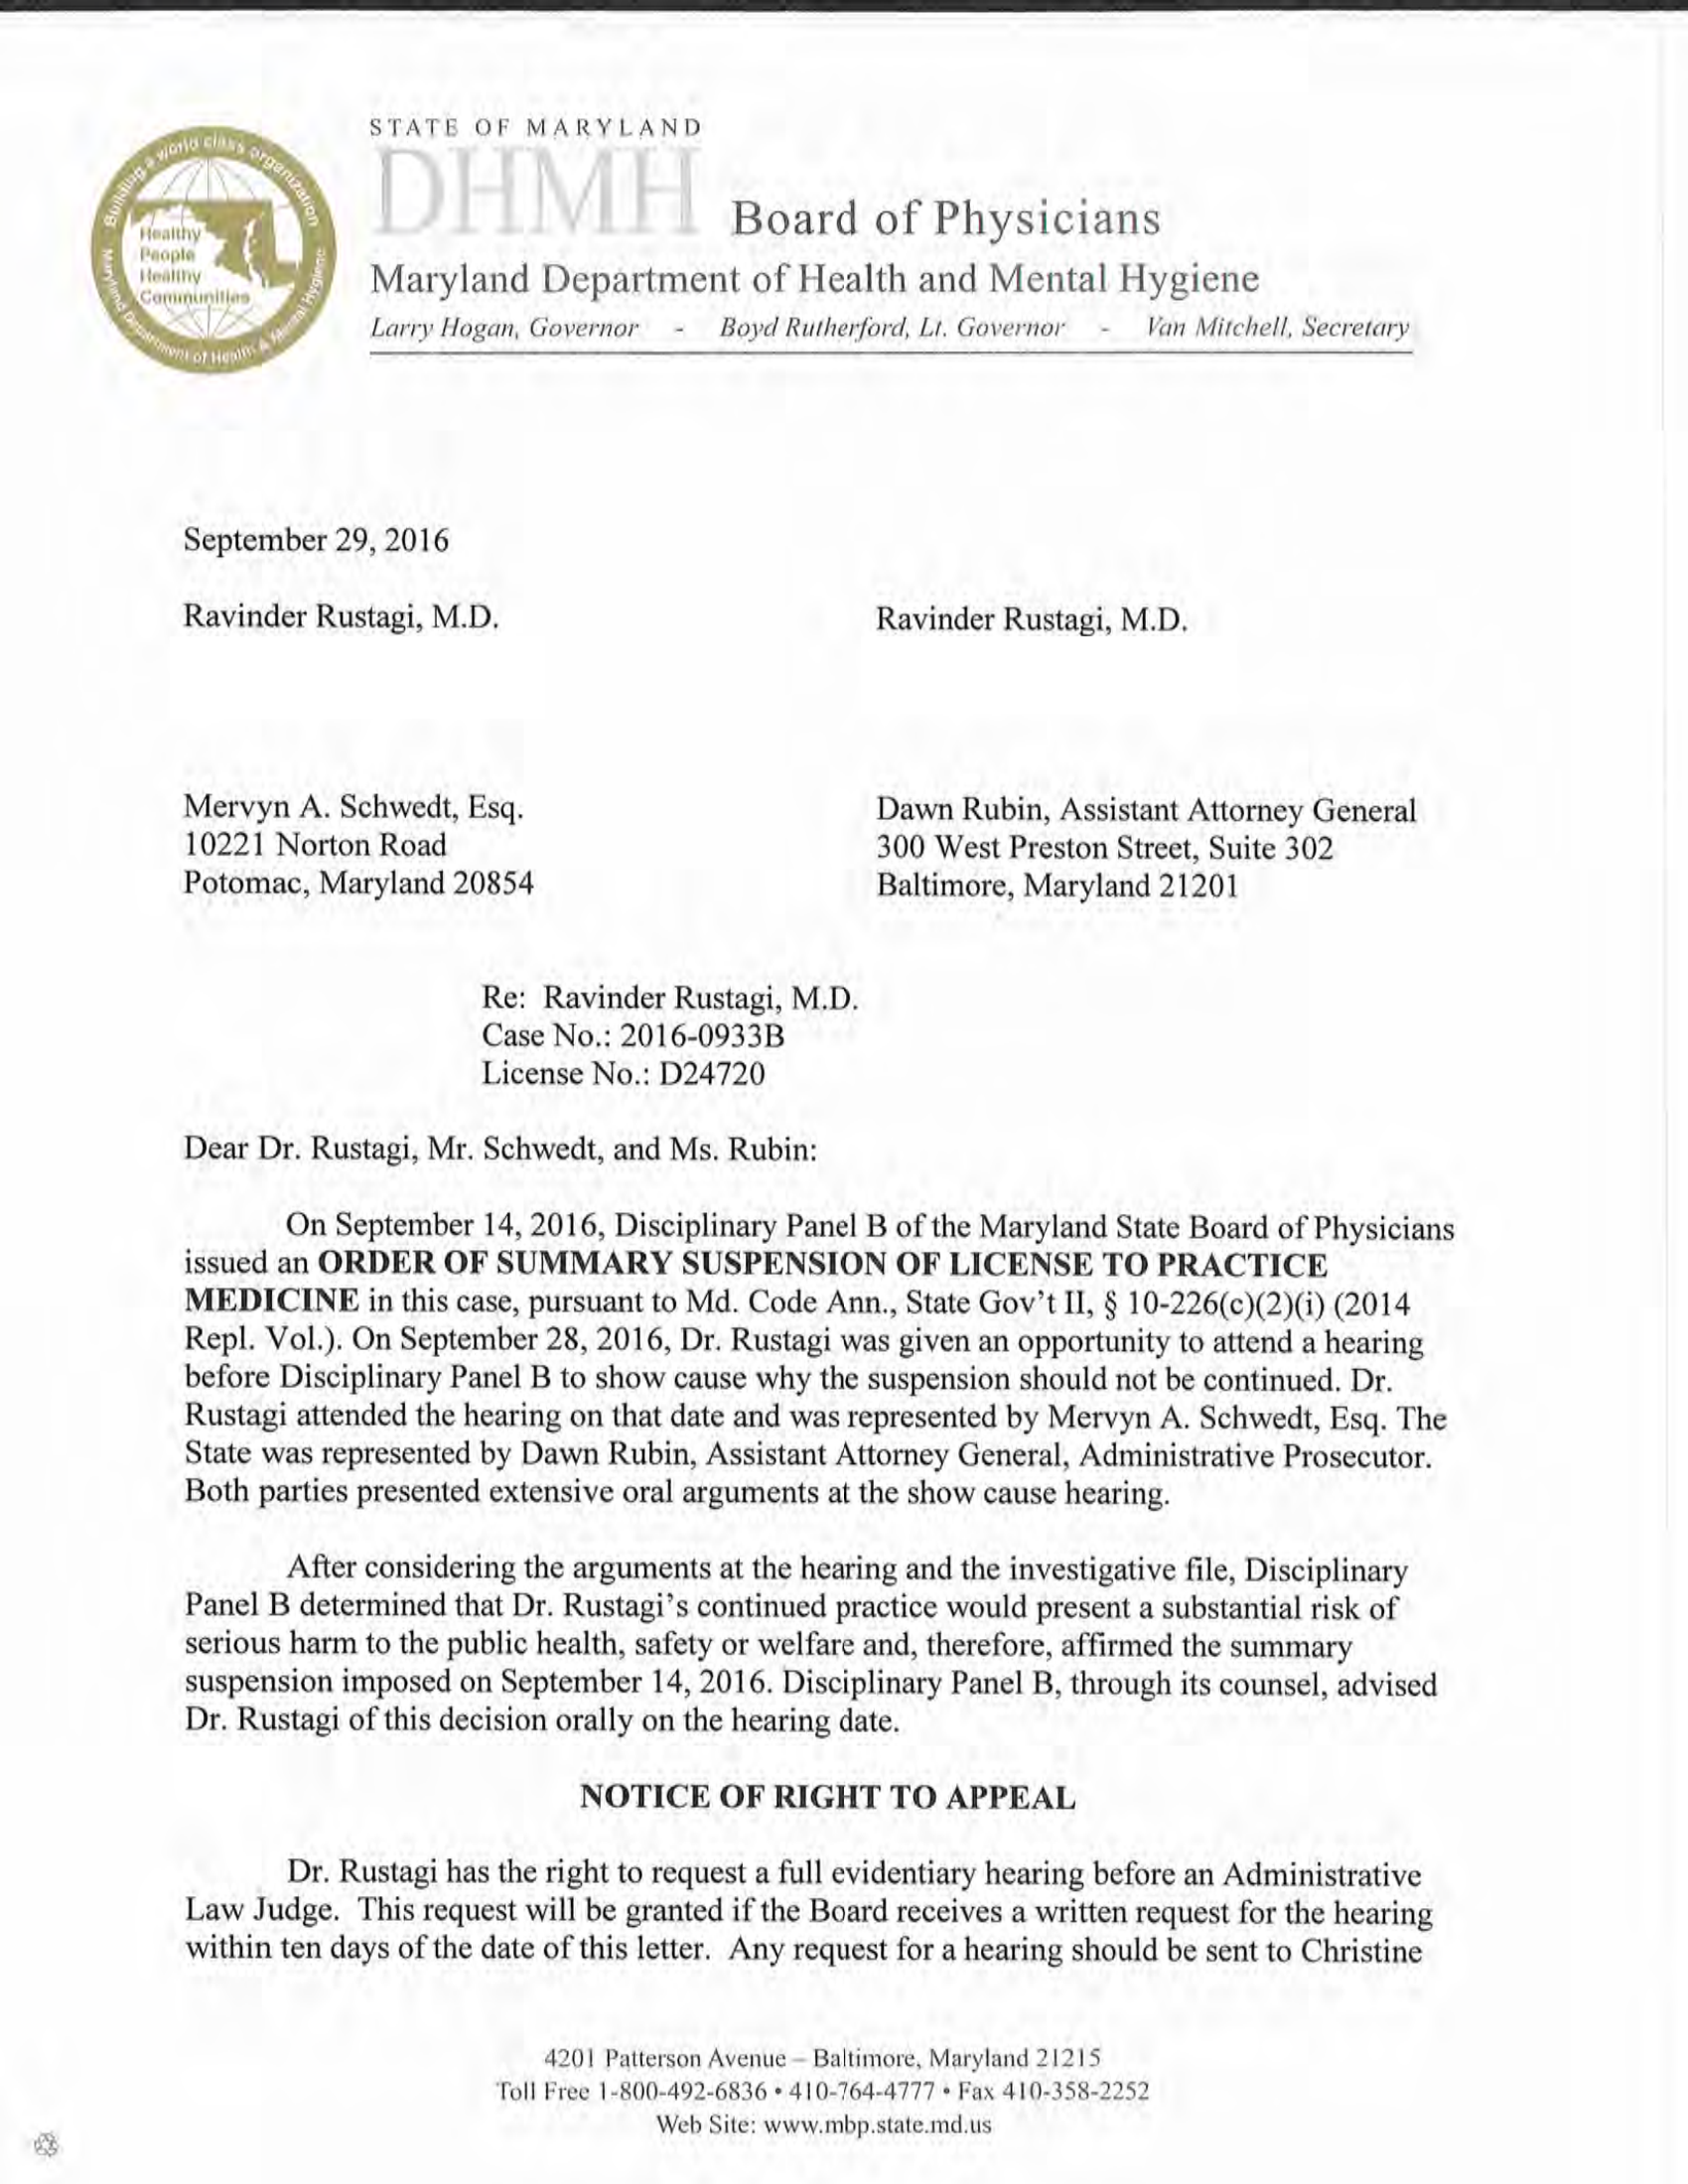 Building a world class organization
Healthy
People
Healthy
Communities
Maryland Department of Health & Mental Hygiene
STATE OF MARYLAND
DHMH Board of Physicians
Maryland Department of Health and Mental Hygiene
Larry Hogan, Governor - Boyd Rutherford, Lt. Governor - Van Mitchell, Secretary
September 29, 2016
Ravinder Rustagi, M.D. Ravinder Rustagi, M.D.
Mervyn A. Schwedt, Esq.
10221 Norton Road
Potomac, Maryland 20854
Dawn Rubin, Assistant Attorney General
300 West Preston Street, Suite 302
Baltimore, Maryland 21201
Re: Ravinder Rustagi, M.D.
Case No.: 2016-0933B
License No.: D24720
Dear Dr. Rustagi, Mr. Schwedt, and Ms. Rubin:
On September 14, 2016, Disciplinary Panel B of the Maryland State Board of Physicians
issued an ORDER OF SUMMARY SUSPENSION OF LICENSE TO PRACTICE
MEDICINE in this case, pursuant to Md. Code Ann., State Gov't II, § 10-226(c)(2)(i) (2014
Repl. Vol.). On September 28, 2016, Dr. Rustagi was given an opportunity to attend a hearing
before Disciplinary Panel B to show cause why the suspension should not be continued. Dr.
Rustagi attended the hearing on that date and was represented by Mervyn A. Schwedt, Esq. The
State was represented by Dawn Rubin, Assistant Attorney General, Administrative Prosecutor.
Both parties presented extensive oral arguments at the show cause hearing.
After considering the arguments at the hearing and the investigative file, Disciplinary
Panel B determined that Dr. Rustagi's continued practice would present a substantial risk of
serious harm to the public health, safety or welfare and, therefore, affirmed the summary
suspension imposed on September 14, 2016. Disciplinary Panel B, through its counsel, advised
Dr. Rustagi of this decision orally on the hearing date.
NOTICE OF RIGHT TO APPEAL
Dr. Rustagi has the right to request a full evidentiary hearing before an Administrative
Law Judge. This request will be granted if the Board receives a written request for the hearing
within ten days of the date of this letter. Any request for a hearing should be sent to Christine
4201 Patterson Avenue – Baltimore, Maryland 21215
Toll Free 1-800-492-6836 • 410-764-4777 • Fax 410-358-2252
Web Site: www.mbp.state.md.us